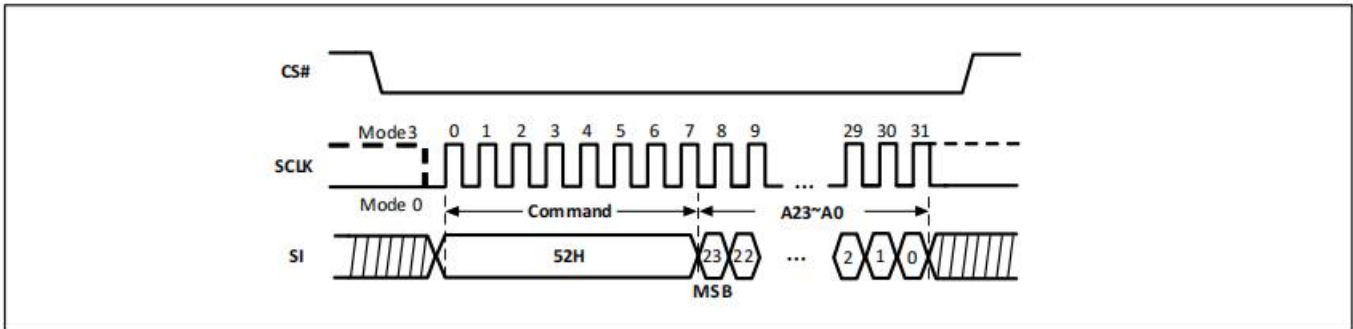 CS#
Mode3 0 1 2 3 4 5 6 7 8 9 29 30 31
SCLK ...
Mode 0 Command A23~A0
SI 52H 23 22 ... 2 1 0
MSB